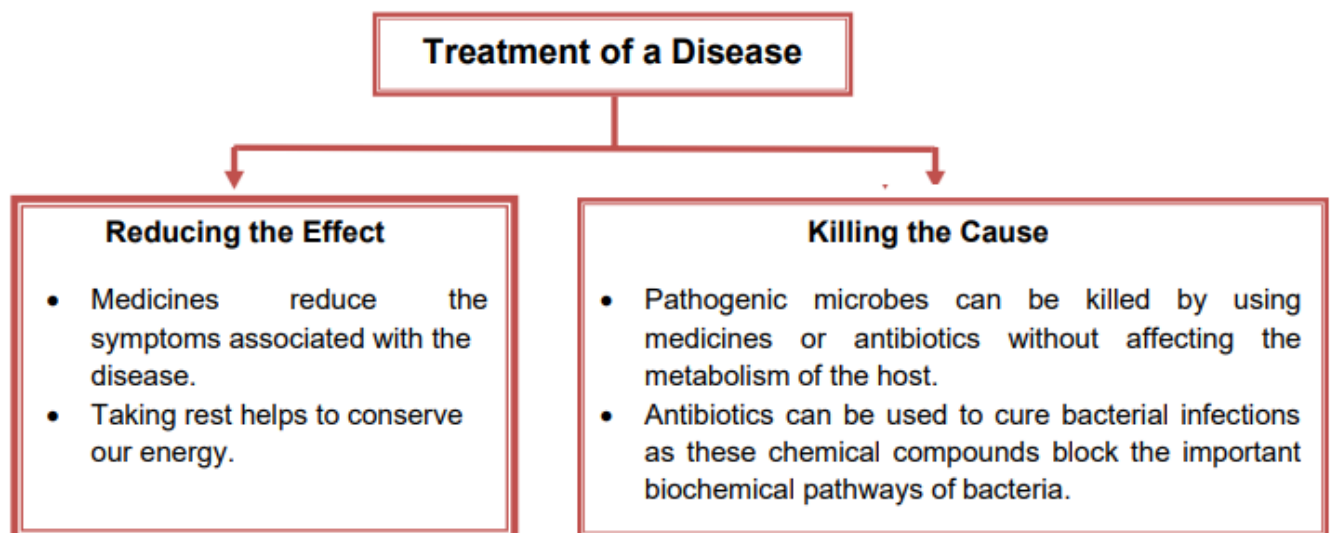 Treatment of a Disease
Reducing the Effect
• Medicines reduce the
symptoms associated with the
disease.
• Taking rest helps to conserve
our energy.
Killing the Cause
• Pathogenic microbes can be killed by using
medicines or antibiotics without affecting the
metabolism of the host.
• Antibiotics can be used to cure bacterial infections
as these chemical compounds block the important
biochemical pathways of bacteria.